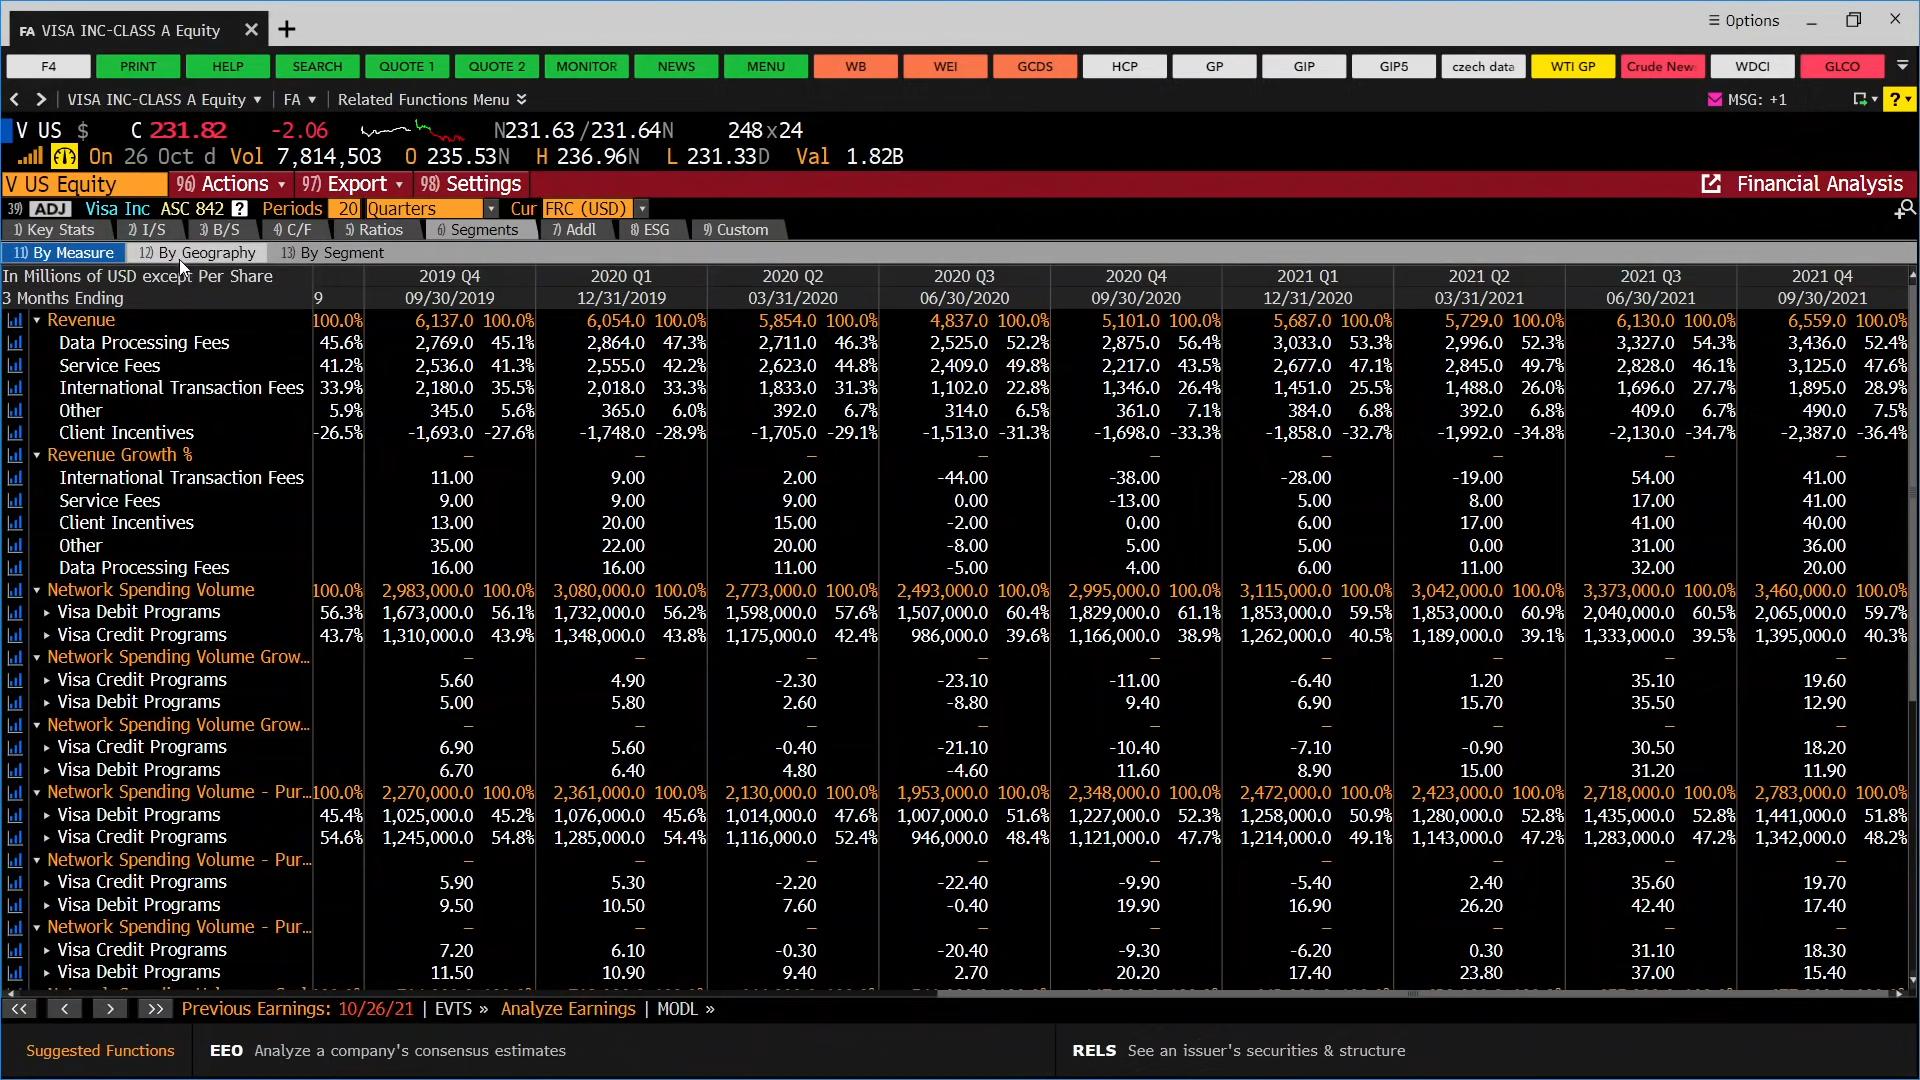 FA VISA INC-CLASS A Equity ✕ +
☰ Options
F4 PRINT HELP SEARCH QUOTE 1 QUOTE 2 MONITOR NEWS MENU WB WEI GCDS HCP GP GIP GIP5 czech data WTI GP Crude New WDCI GLCO
VISA INC-CLASS A Equity FA Related Functions Menu MSG: +1 ?
V US $ C 231.82 -2.06 N231.63/231.64N 248x24
On 26 Oct d Vol 7,814,503 O 235.53N H 236.96N L 231.33D Val 1.82B
V US Equity 96) Actions 97) Export 98) Settings Financial Analysis
39) ADJ Visa Inc ASC 842 ? Periods 20 Quarters Cur FRC (USD)
1) Key Stats 2) I/S 3) B/S 4) C/F 5) Ratios 6) Segments 7) Addl 8) ESG 9) Custom
11) By Measure 12) By Geography 13) By Segment
In Millions of USD except Per Share 2019 Q4 2020 Q1 2020 Q2 2020 Q3 2020 Q4 2021 Q1 2021 Q2 2021 Q3 2021 Q4
3 Months Ending 9 09/30/2019 12/31/2019 03/31/2020 06/30/2020 09/30/2020 12/31/2020 03/31/2021 06/30/2021 09/30/2021
Revenue 100.0% 6,137.0 100.0% 6,054.0 100.0% 5,854.0 100.0% 4,837.0 100.0% 5,101.0 100.0% 5,687.0 100.0% 5,729.0 100.0% 6,130.0 100.0% 6,559.0 100.0%
Data Processing Fees 45.6% 2,769.0 45.1% 2,864.0 47.3% 2,711.0 46.3% 2,525.0 52.2% 2,875.0 56.4% 3,033.0 53.3% 2,996.0 52.3% 3,327.0 54.3% 3,436.0 52.4%
Service Fees 41.2% 2,536.0 41.3% 2,555.0 42.2% 2,623.0 44.8% 2,409.0 49.8% 2,217.0 43.5% 2,677.0 47.1% 2,845.0 49.7% 2,828.0 46.1% 3,125.0 47.6%
International Transaction Fees 33.9% 2,180.0 35.5% 2,018.0 33.3% 1,833.0 31.3% 1,102.0 22.8% 1,346.0 26.4% 1,451.0 25.5% 1,488.0 26.0% 1,696.0 27.7% 1,895.0 28.9%
Other 5.9% 345.0 5.6% 365.0 6.0% 392.0 6.7% 314.0 6.5% 361.0 7.1% 384.0 6.8% 392.0 6.8% 409.0 6.7% 490.0 7.5%
Client Incentives -26.5% -1,693.0 -27.6% -1,748.0 -28.9% -1,705.0 -29.1% -1,513.0 -31.3% -1,698.0 -33.3% -1,858.0 -32.7% -1,992.0 -34.8% -2,130.0 -34.7% -2,387.0 -36.4%
Revenue Growth % – – – – – – – – –
International Transaction Fees 11.00 9.00 2.00 -44.00 -38.00 -28.00 -19.00 54.00 41.00
Service Fees 9.00 9.00 9.00 0.00 -13.00 5.00 8.00 17.00 41.00
Client Incentives 13.00 20.00 15.00 -2.00 0.00 6.00 17.00 41.00 40.00
Other 35.00 22.00 20.00 -8.00 5.00 5.00 0.00 31.00 36.00
Data Processing Fees 16.00 16.00 11.00 -5.00 4.00 6.00 11.00 32.00 20.00
Network Spending Volume 100.0% 2,983,000.0 100.0% 3,080,000.0 100.0% 2,773,000.0 100.0% 2,493,000.0 100.0% 2,995,000.0 100.0% 3,115,000.0 100.0% 3,042,000.0 100.0% 3,373,000.0 100.0% 3,460,000.0 100.0%
Visa Debit Programs 56.3% 1,673,000.0 56.1% 1,732,000.0 56.2% 1,598,000.0 57.6% 1,507,000.0 60.4% 1,829,000.0 61.1% 1,853,000.0 59.5% 1,853,000.0 60.9% 2,040,000.0 60.5% 2,065,000.0 59.7%
Visa Credit Programs 43.7% 1,310,000.0 43.9% 1,348,000.0 43.8% 1,175,000.0 42.4% 986,000.0 39.6% 1,166,000.0 38.9% 1,262,000.0 40.5% 1,189,000.0 39.1% 1,333,000.0 39.5% 1,395,000.0 40.3%
Network Spending Volume Grow... – – – – – – – – –
Visa Credit Programs 5.60 4.90 -2.30 -23.10 -11.00 -6.40 1.20 35.10 19.60
Visa Debit Programs 5.00 5.80 2.60 -8.80 9.40 6.90 15.70 35.50 12.90
Network Spending Volume Grow... – – – – – – – – –
Visa Credit Programs 6.90 5.60 -0.40 -21.10 -10.40 -7.10 -0.90 30.50 18.20
Visa Debit Programs 6.70 6.40 4.80 -4.60 11.60 8.90 15.00 31.20 11.90
Network Spending Volume - Pur... 100.0% 2,270,000.0 100.0% 2,361,000.0 100.0% 2,130,000.0 100.0% 1,953,000.0 100.0% 2,348,000.0 100.0% 2,472,000.0 100.0% 2,423,000.0 100.0% 2,718,000.0 100.0% 2,783,000.0 100.0%
Visa Debit Programs 45.4% 1,025,000.0 45.2% 1,076,000.0 45.6% 1,014,000.0 47.6% 1,007,000.0 51.6% 1,227,000.0 52.3% 1,258,000.0 50.9% 1,280,000.0 52.8% 1,435,000.0 52.8% 1,441,000.0 51.8%
Visa Credit Programs 54.6% 1,245,000.0 54.8% 1,285,000.0 54.4% 1,116,000.0 52.4% 946,000.0 48.4% 1,121,000.0 47.7% 1,214,000.0 49.1% 1,143,000.0 47.2% 1,283,000.0 47.2% 1,342,000.0 48.2%
Network Spending Volume - Pur... – – – – – – – – –
Visa Credit Programs 5.90 5.30 -2.20 -22.40 -9.90 -5.40 2.40 35.60 19.70
Visa Debit Programs 9.50 10.50 7.60 -0.40 19.90 16.90 26.20 42.40 17.40
Network Spending Volume - Pur... – – – – – – – – –
Visa Credit Programs 7.20 6.10 -0.30 -20.40 -9.30 -6.20 0.30 31.10 18.30
Visa Debit Programs 11.50 10.90 9.40 2.70 20.20 17.40 23.80 37.00 15.40
<< < > >> Previous Earnings: 10/26/21 | EVTS » Analyze Earnings | MODL »
Suggested Functions EEO Analyze a company's consensus estimates RELS See an issuer's securities & structure